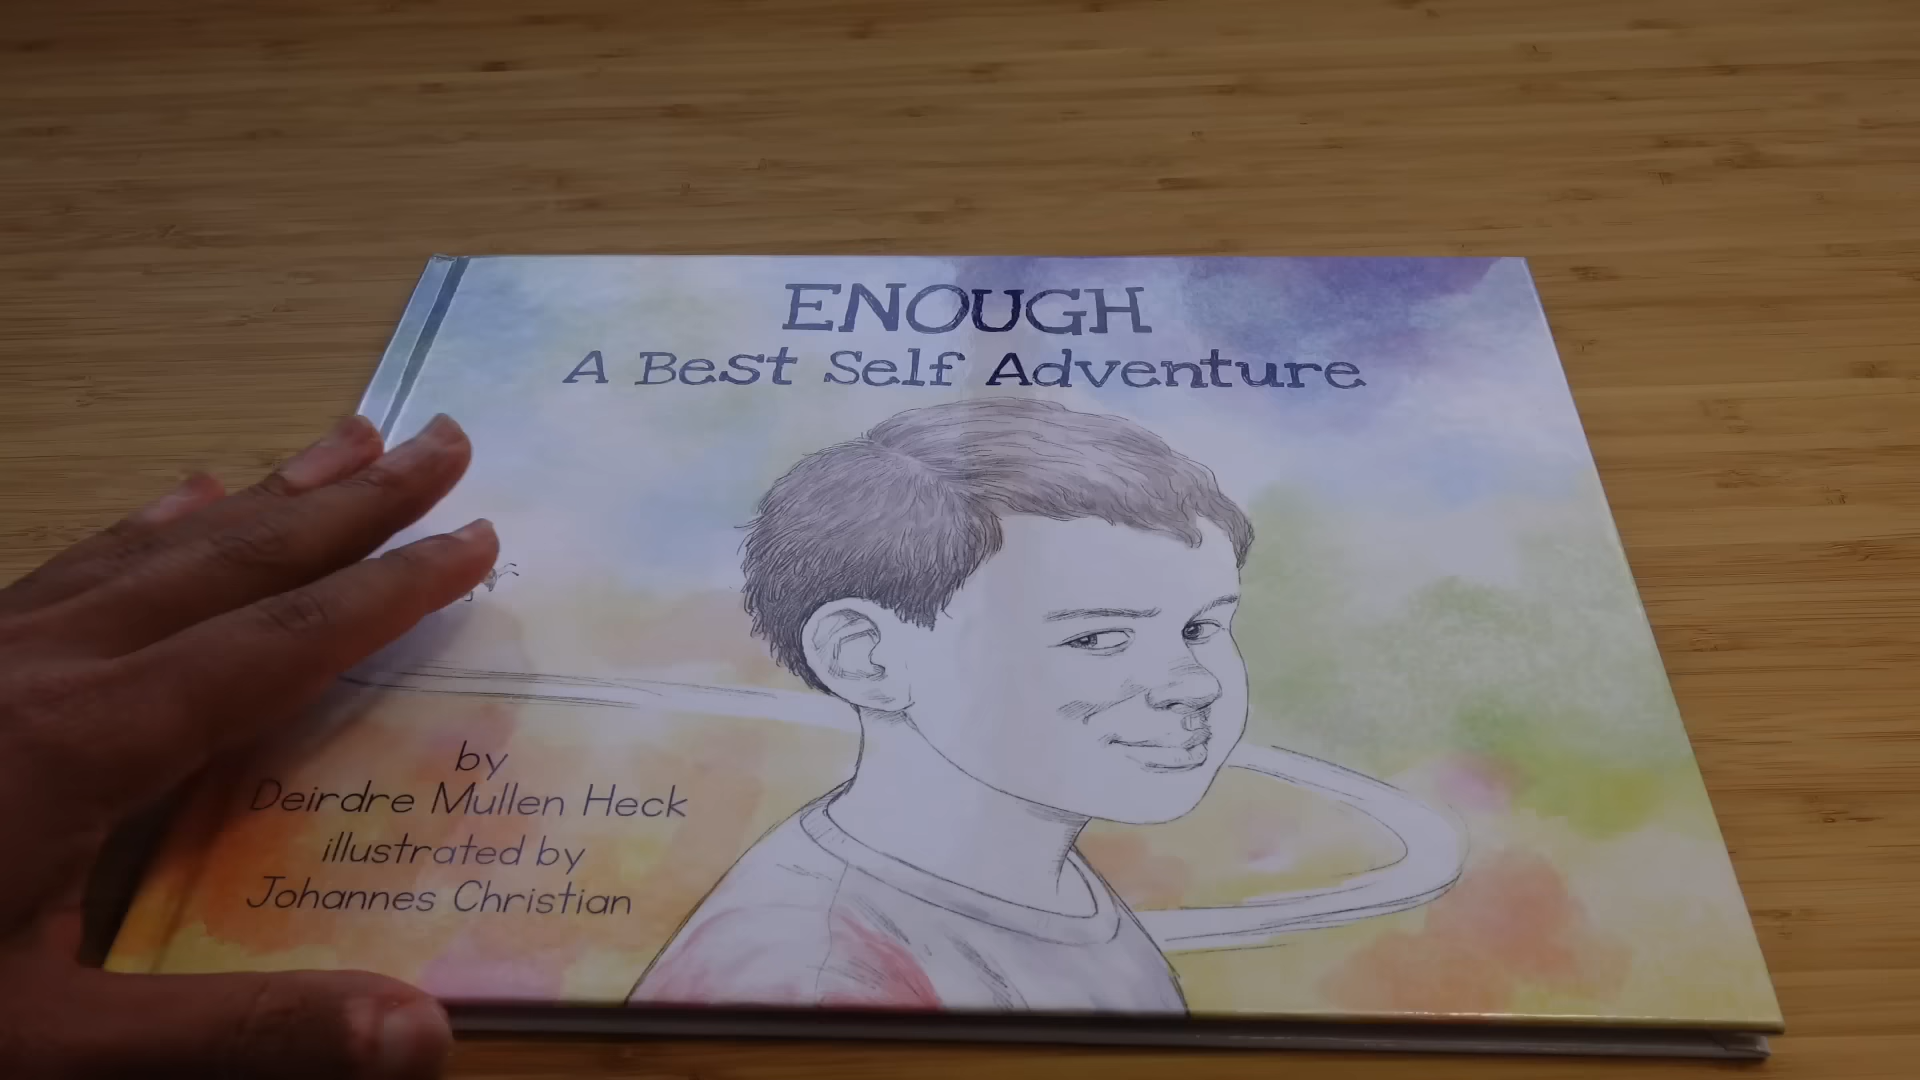 ENOUGH
A Best Self Adventure
by
Deirdre Mullen Heck
illustrated by
Johannes Christian